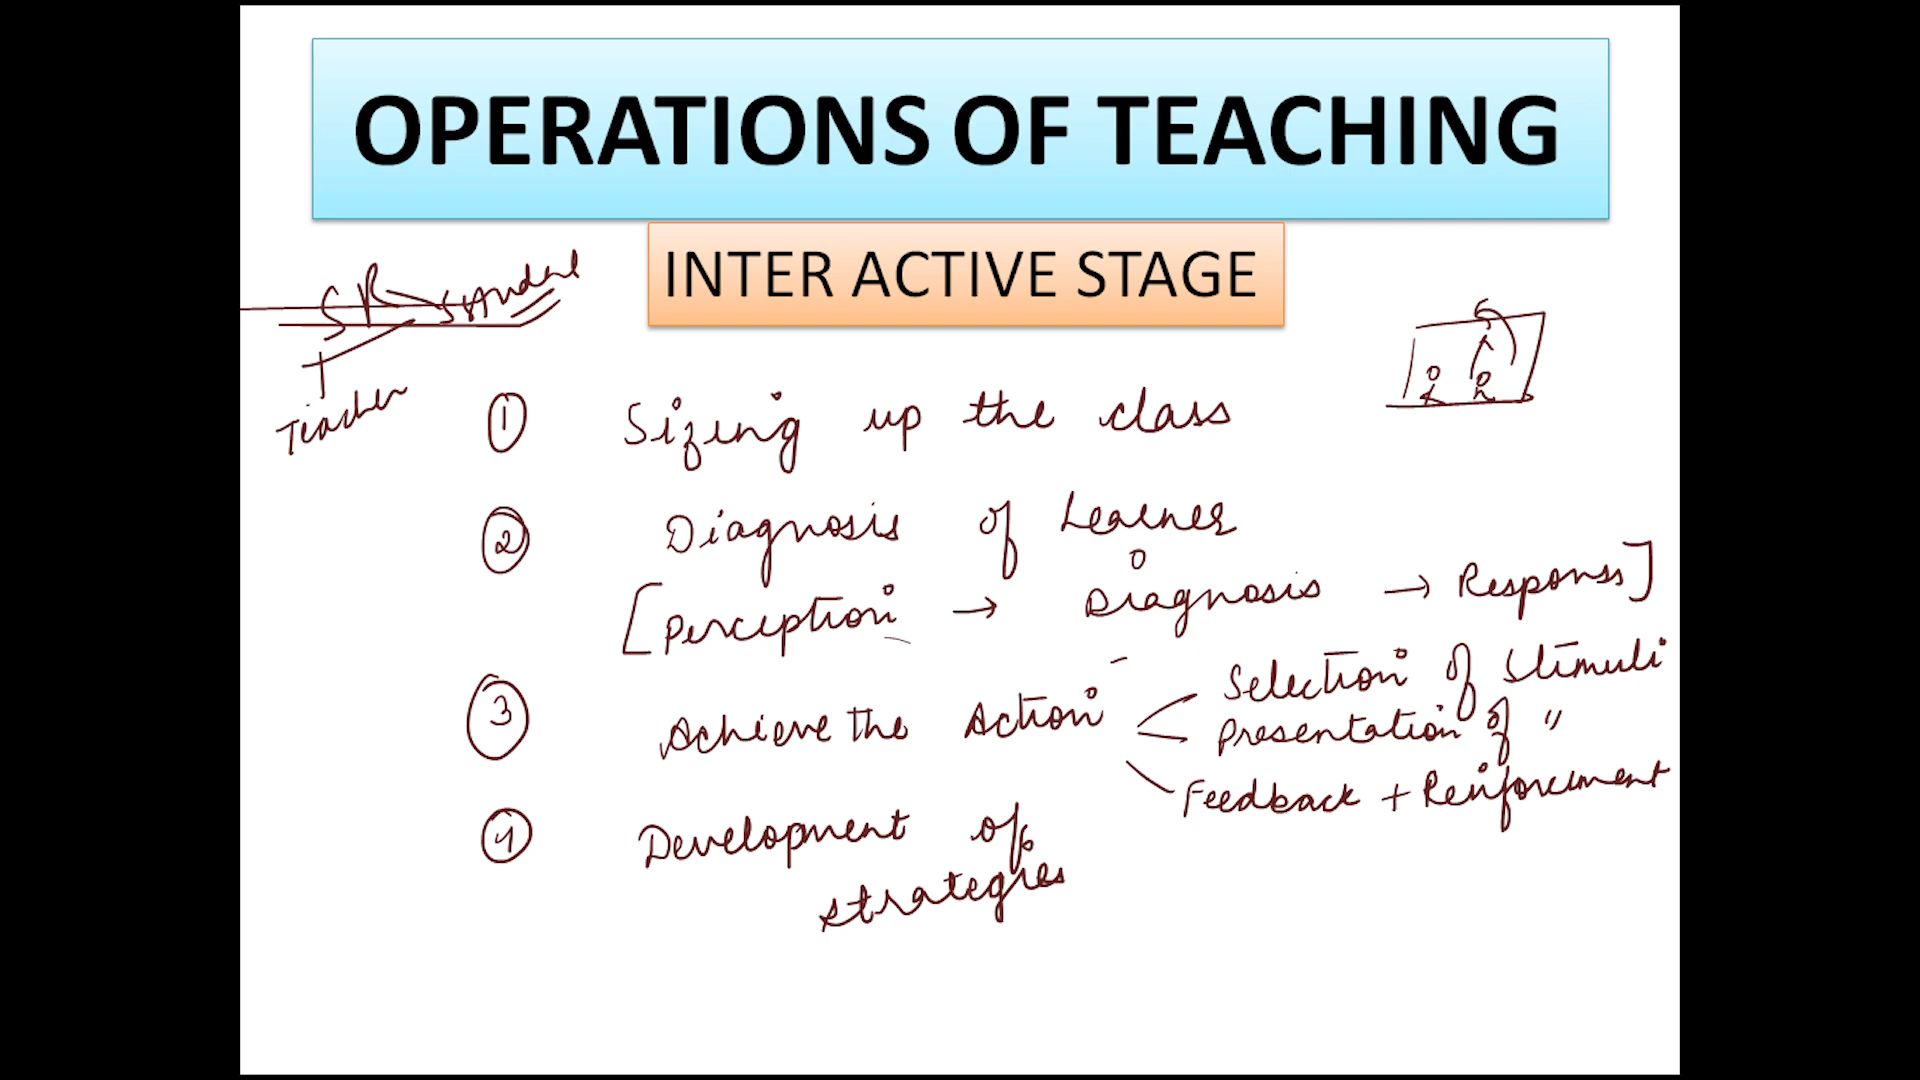 OPERATIONS OF TEACHING
INTER ACTIVE STAGE
SR
Student
T
Teacher
① Sizing up the class
② Diagnosis of Learner
[Perception → Diagnosis → Response]
③ Achieve the Action
Selection of Stimuli
Presentation of "
Feedback + Reinforcement
④ Development of
strategies